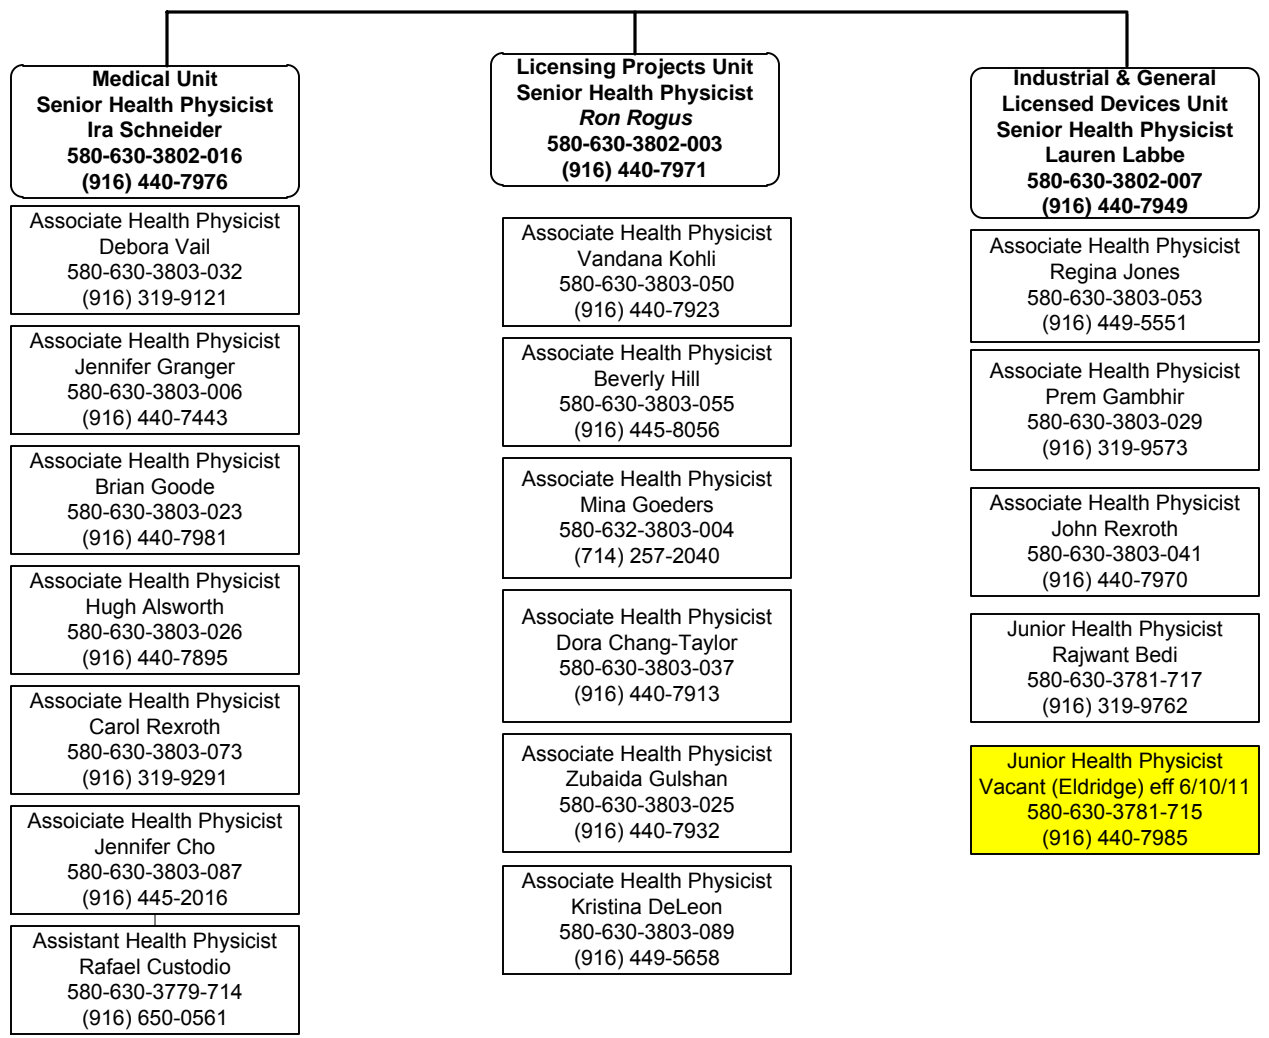 Medical Unit
Senior Health Physicist
Ira Schneider
580-630-3802-016
(916) 440-7976
Associate Health Physicist
Debora Vail
580-630-3803-032
(916) 319-9121
Associate Health Physicist
Jennifer Granger
580-630-3803-006
(916) 440-7443
Associate Health Physicist
Brian Goode
580-630-3803-023
(916) 440-7981
Associate Health Physicist
Hugh Alsworth
580-630-3803-026
(916) 440-7895
Associate Health Physicist
Carol Rexroth
580-630-3803-073
(916) 319-9291
Assoiciate Health Physicist
Jennifer Cho
580-630-3803-087
(916) 445-2016
Assistant Health Physicist
Rafael Custodio
580-630-3779-714
(916) 650-0561
Licensing Projects Unit
Senior Health Physicist
Ron Rogus
580-630-3802-003
(916) 440-7971
Associate Health Physicist
Vandana Kohli
580-630-3803-050
(916) 440-7923
Associate Health Physicist
Beverly Hill
580-630-3803-055
(916) 445-8056
Associate Health Physicist
Mina Goeders
580-632-3803-004
(714) 257-2040
Associate Health Physicist
Dora Chang-Taylor
580-630-3803-037
(916) 440-7913
Associate Health Physicist
Zubaida Gulshan
580-630-3803-025
(916) 440-7932
Associate Health Physicist
Kristina DeLeon
580-630-3803-089
(916) 449-5658
Industrial & General
Licensed Devices Unit
Senior Health Physicist
Lauren Labbe
580-630-3802-007
(916) 440-7949
Associate Health Physicist
Regina Jones
580-630-3803-053
(916) 449-5551
Associate Health Physicist
Prem Gambhir
580-630-3803-029
(916) 319-9573
Associate Health Physicist
John Rexroth
580-630-3803-041
(916) 440-7970
Junior Health Physicist
Rajwant Bedi
580-630-3781-717
(916) 319-9762
Junior Health Physicist
Vacant (Eldridge) eff 6/10/11
580-630-3781-715
(916) 440-7985